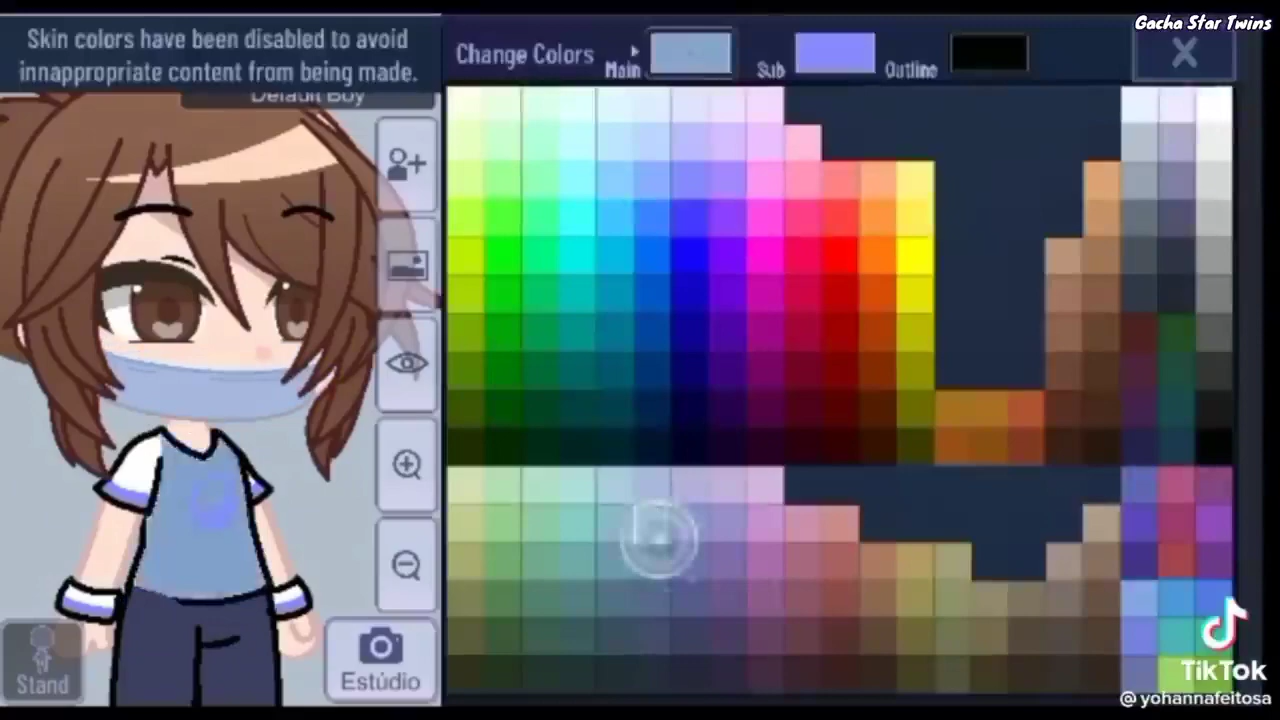 Gacha Star Twins
Skin colors have been disabled to avoid
innappropriate content from being made.
Default Boy
Change Colors
Main
Sub
Outline
Stand
Estúdio
TikTok
@yohannafeitosa